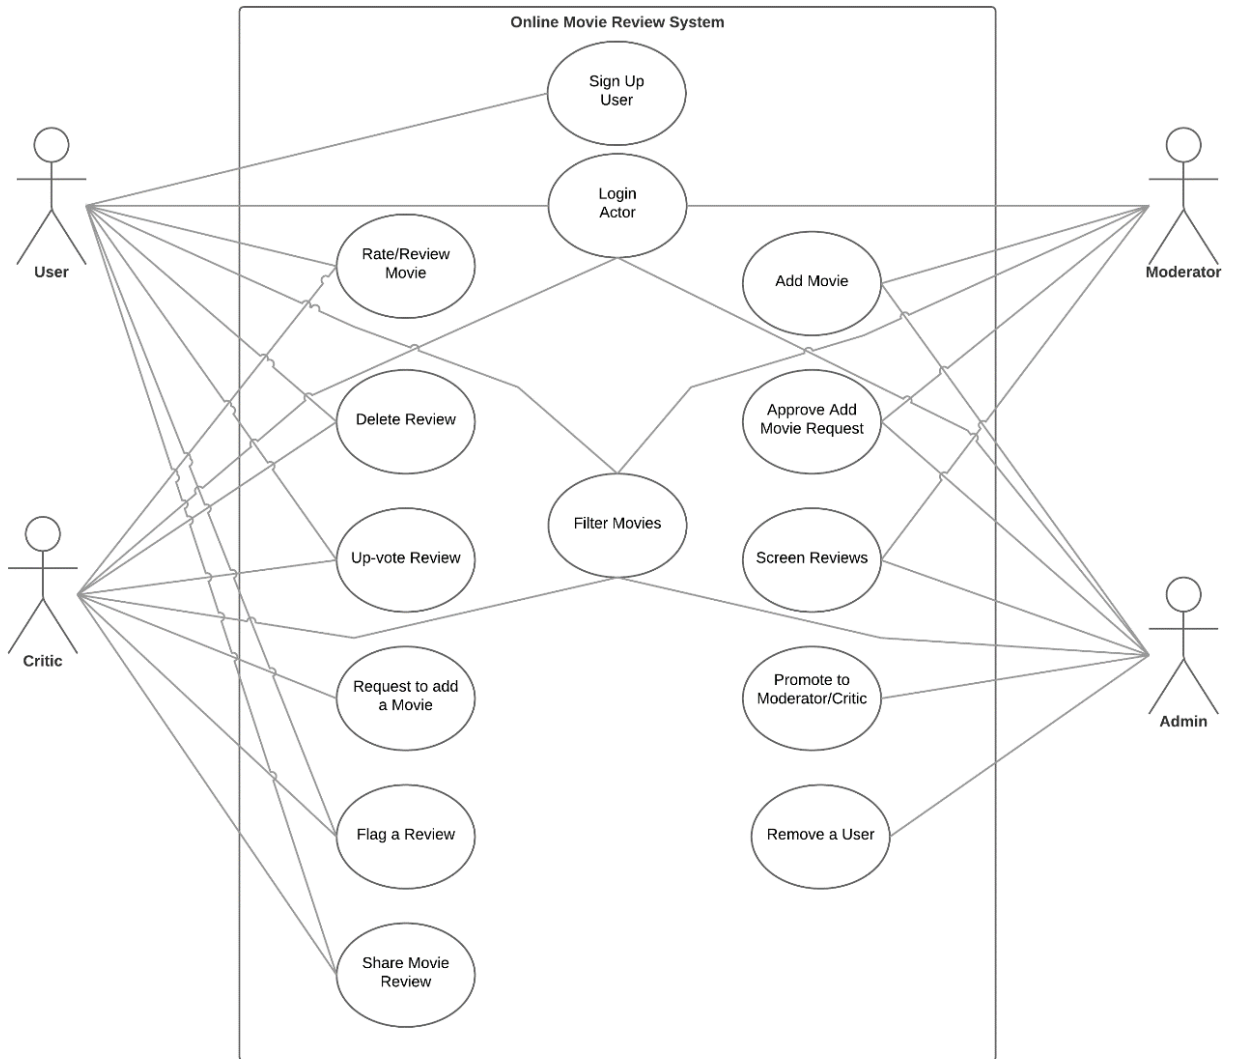 Online Movie Review System
Sign Up
User
Login
Actor
User
Moderator
Rate/Review
Movie
Add Movie
Delete Review
Approve Add
Movie Request
Filter Movies
Up-vote Review
Screen Reviews
Critic
Request to add
a Movie
Promote to
Moderator/Critic
Admin
Flag a Review
Remove a User
Share Movie
Review